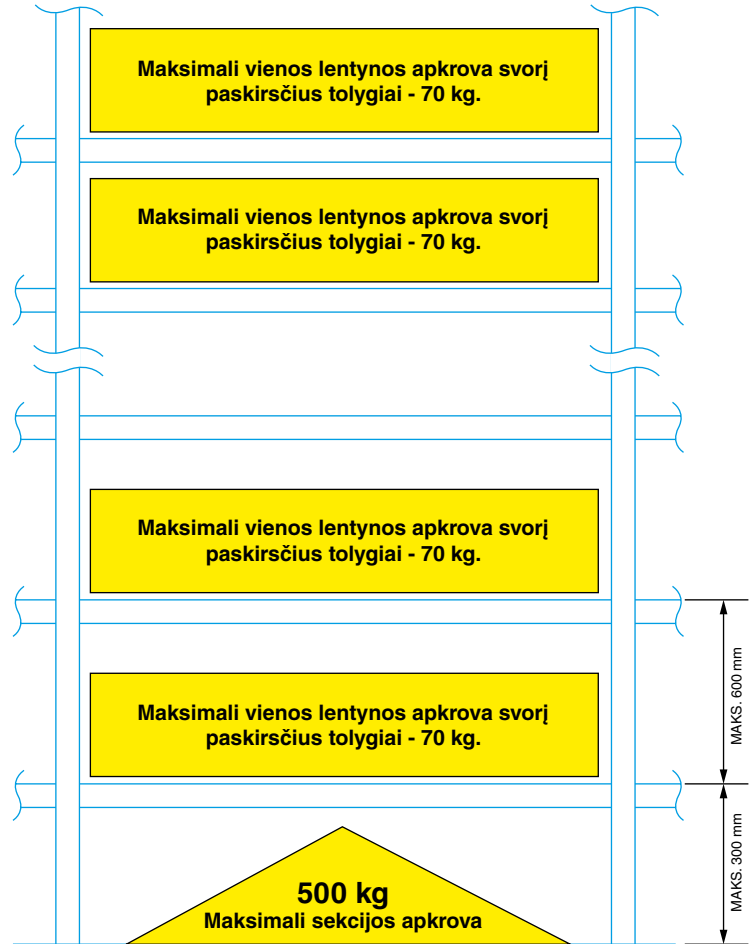 Maksimali vienos lentynos apkrova svorį
paskirsčius tolygiai - 70 kg.
Maksimali vienos lentynos apkrova svorį
paskirsčius tolygiai - 70 kg.
Maksimali vienos lentynos apkrova svorį
paskirsčius tolygiai - 70 kg.
MAKS. 600 mm
Maksimali vienos lentynos apkrova svorį
paskirsčius tolygiai - 70 kg.
MAKS. 300 mm
500 kg
Maksimali sekcijos apkrova